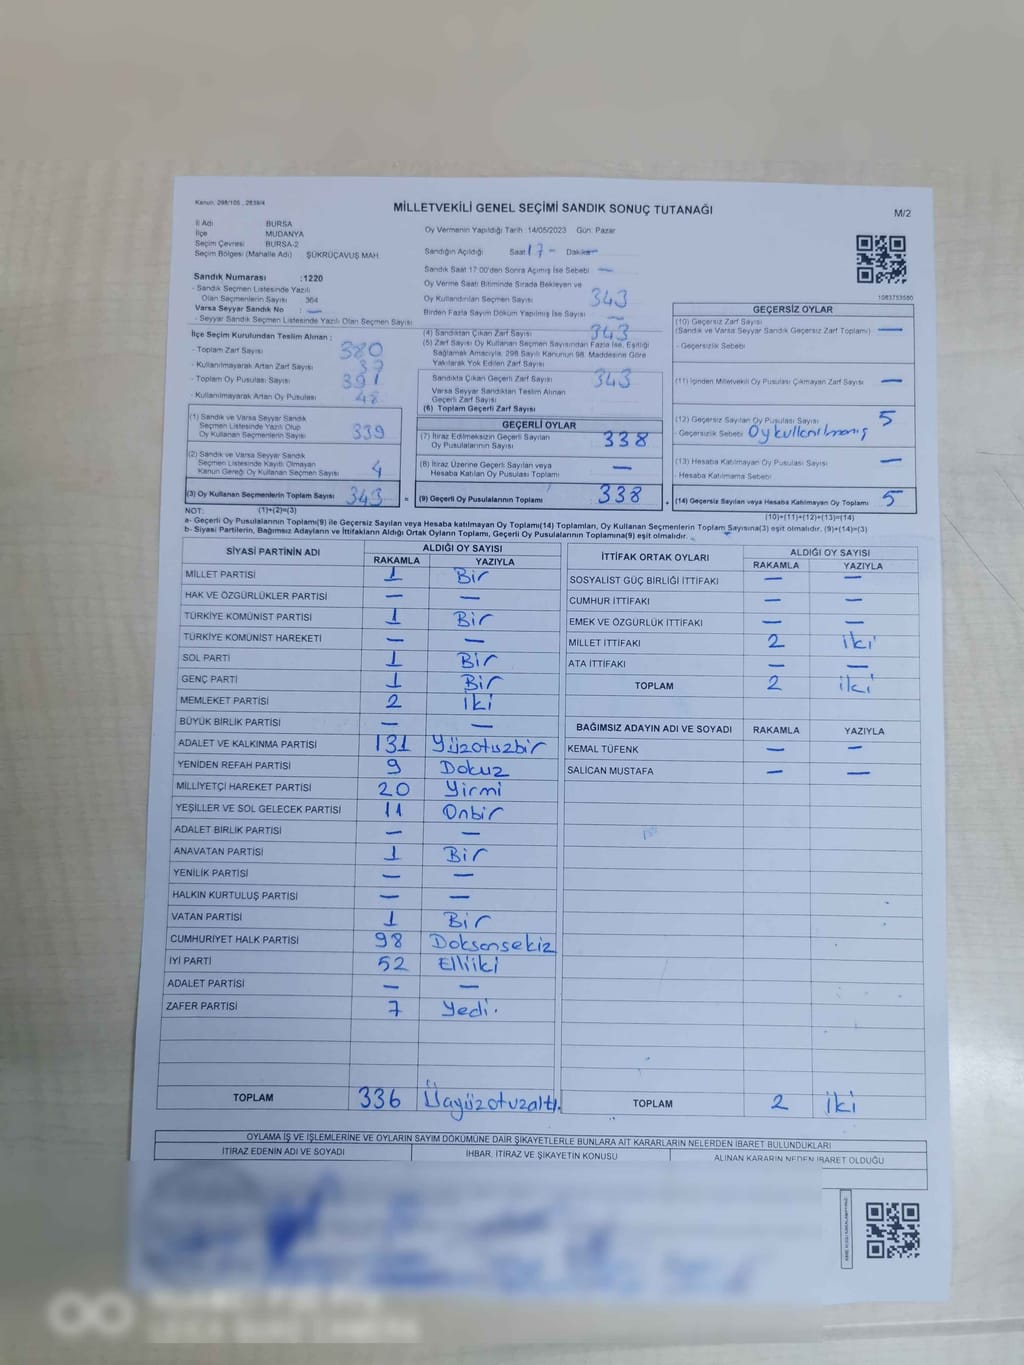 Kanun: 298/105 , 2839/4
MİLLETVEKİLİ GENEL SEÇİMİ SANDIK SONUÇ TUTANAĞI
M/2
İl Adı BURSA
İlçe MUDANYA
Seçim Çevresi BURSA-2
Seçim Bölgesi (Mahalle Adı) ŞÜKRÜÇAVUŞ MAH
Sandık Numarası :1220
- Sandık Seçmen Listesinde Yazılı
Olan Seçmenlerin Sayısı 364
Varsa Seyyar Sandık No : —
- Seyyar Sandık Seçmen Listesinde Yazılı Olan Seçmen Sayısı
İlçe Seçim Kurulundan Teslim Alınan :
- Toplam Zarf Sayısı 380
- Kullanılmayarak Artan Zarf Sayısı 37
- Toplam Oy Pusulası Sayısı 391
- Kullanılmayarak Artan Oy Pusulası 48
(1) Sandık ve Varsa Seyyar Sandık
Seçmen Listesinde Yazılı Olup
Oy Kullanan Seçmenlerin Sayısı 339
(2) Sandık ve Varsa Seyyar Sandık
Seçmen Listesinde Kayıtlı Olmayan
Kanun Gereği Oy Kullanan Seçmen Sayısı 4
(3) Oy Kullanan Seçmenlerin Toplam Sayısı 343 =
Oy Vermenin Yapıldığı Tarih 14/05/2023 Gün: Pazar
Sandığın Açıldığı Saat 17 - Dakika —
Sandık Saat 17:00'den Sonra Açımış İse Sebebi —
Oy Verme Saati Bitiminde Sırada Bekleyen ve
Oy Kullandırılan Seçmen Sayısı 343
Birden Fazla Sayım Döküm Yapılmış İse Sayısı —
(4) Sandıktan Çıkan Zarf Sayısı 343
(5) Zarf Sayısı Oy Kullanan Seçmen Sayısından Fazla İse, Eşitliği
Sağlamak Amacıyla, 298 Sayılı Kanunun 98. Maddesine Göre
Yakılarak Yok Edilen Zarf Sayısı —
Sandıkta Çıkan Geçerli Zarf Sayısı 343
Varsa Seyyar Sandıktan Teslim Alınan
Geçerli Zarf Sayısı
(6) Toplam Geçerli Zarf Sayısı
GEÇERLİ OYLAR
(7) İtiraz Edilmeksizin Geçerli Sayılan
Oy Pusulalarının Sayısı 338
(8) İtiraz Üzerine Geçerli Sayılan veya
Hesaba Katılan Oy Pusulası Toplamı —
(9) Geçerli Oy Pusulalarının Toplamı 338 +
1083753580
GEÇERSİZ OYLAR
(10) Geçersiz Zarf Sayısı
(Sandık ve Varsa Seyyar Sandık Geçersiz Zarf Toplamı) —
- Geçersizlik Sebebi
(11) İçinden Milletvekili Oy Pusulası Çıkmayan Zarf Sayısı —
(12) Geçersiz Sayılan Oy Pusulası Sayısı 5
- Geçersizlik Sebebi Oy kullanılmamış
(13) Hesaba Katılmayan Oy Pusulası Sayısı —
- Hesaba Katılmama Sebebi
(14) Geçersiz Sayılan veya Hesaba Katılmayan Oy Toplamı 5
NOT: (1)+(2)=(3) (10)+(11)+(12)+(13)=(14)
a- Geçerli Oy Pusulalarının Toplamı(9) ile Geçersiz Sayılan veya Hesaba katılmayan Oy Toplamı(14) Toplamları, Oy Kullanan Seçmenlerin Toplam Sayısına(3) eşit olmalıdır. (9)+(14)=(3)
b- Siyasi Partilerin, Bağımsız Adayların ve İttifakların Aldığı Ortak Oyların Toplamı, Geçerli Oy Pusulalarının Toplamına(9) eşit olmalıdır.
SİYASİ PARTİNİN ADI ALDIĞI OY SAYISI
RAKAMLA YAZIYLA
MİLLET PARTİSİ 1 Bir
HAK VE ÖZGÜRLÜKLER PARTİSİ — —
TÜRKİYE KOMÜNİST PARTİSİ 1 Bir
TÜRKİYE KOMÜNİST HAREKETİ — —
SOL PARTİ 1 Bir
GENÇ PARTİ 1 Bir
MEMLEKET PARTİSİ 2 iki
BÜYÜK BİRLİK PARTİSİ — —
ADALET VE KALKINMA PARTİSİ 131 Yüzotuzbir
YENİDEN REFAH PARTİSİ 9 Dokuz
MİLLİYETÇİ HAREKET PARTİSİ 20 Yirmi
YEŞİLLER VE SOL GELECEK PARTİSİ 11 Onbir
ADALET BİRLİK PARTİSİ — —
ANAVATAN PARTİSİ 1 Bir
YENİLİK PARTİSİ — —
HALKIN KURTULUŞ PARTİSİ — —
VATAN PARTİSİ 1 Bir
CUMHURİYET HALK PARTİSİ 98 Doksansekiz
İYİ PARTİ 52 Elliiki
ADALET PARTİSİ — —
ZAFER PARTİSİ 7 Yedi.
TOPLAM 336 Üçyüzotuzaltı.
İTTİFAK ORTAK OYLARI ALDIĞI OY SAYISI
RAKAMLA YAZIYLA
SOSYALİST GÜÇ BİRLİĞİ İTTİFAKI — —
CUMHUR İTTİFAKI — —
EMEK VE ÖZGÜRLÜK İTTİFAKI — —
MİLLET İTTİFAKI 2 iki
ATA İTTİFAKI — —
TOPLAM 2 iki
BAĞIMSIZ ADAYIN ADI VE SOYADI RAKAMLA YAZIYLA
KEMAL TÜFENK — —
SALİCAN MUSTAFA — —
TOPLAM 2 iki
OYLAMA İŞ VE İŞLEMLERİNE VE OYLARIN SAYIM DÖKÜMÜNE DAİR ŞİKAYETLERLE BUNLARA AİT KARARLARIN NELERDEN İBARET BULUNDUKLARI
İTİRAZ EDENİN ADI VE SOYADI İHBAR, İTİRAZ VE ŞİKAYETİN KONUSU ALINAN KARARIN NEDEN İBARET OLDUĞU